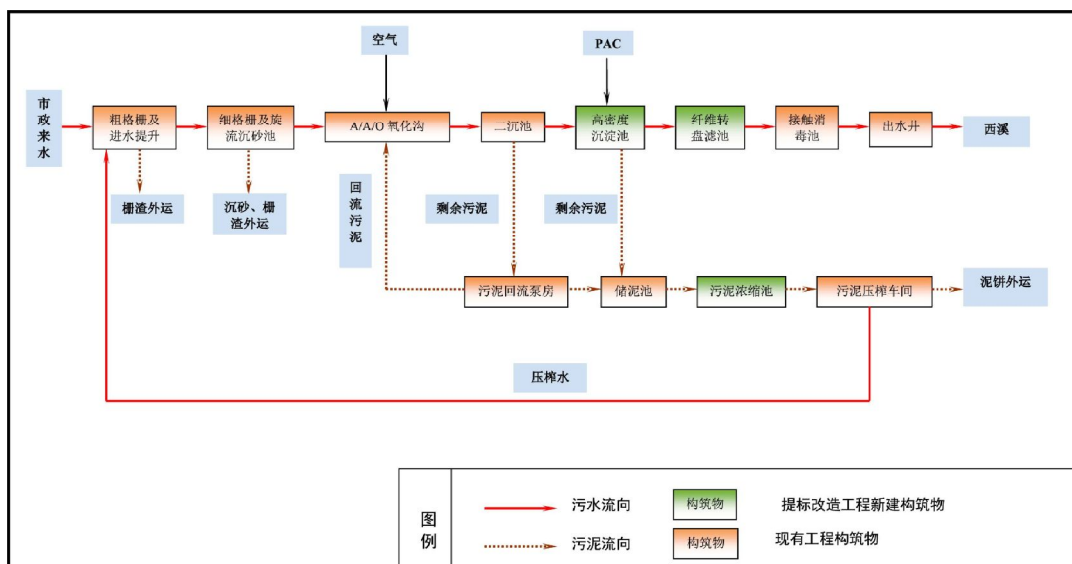 空气
PAC
市
政
来
水
粗格栅及
进水提升
细格栅及旋
流沉砂池
A/A/O 氧化沟
二沉池
高密度
沉淀池
纤维转
盘滤池
接触消
毒池
出水井
西溪
栅渣外运
沉砂、栅
渣外运
回
流
污
泥
剩余污泥
剩余污泥
污泥回流泵房
储泥池
污泥浓缩池
污泥压榨车间
泥饼外运
压榨水
图
例
污水流向
构筑物
提标改造工程新建构筑物
污泥流向
构筑物
现有工程构筑物